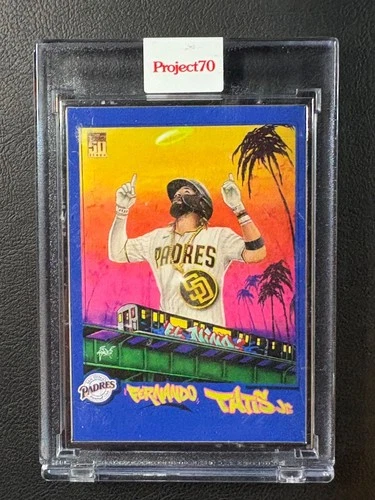 Project70
50
PADRES
SD
PADRES
FERNANDO TATIS JR